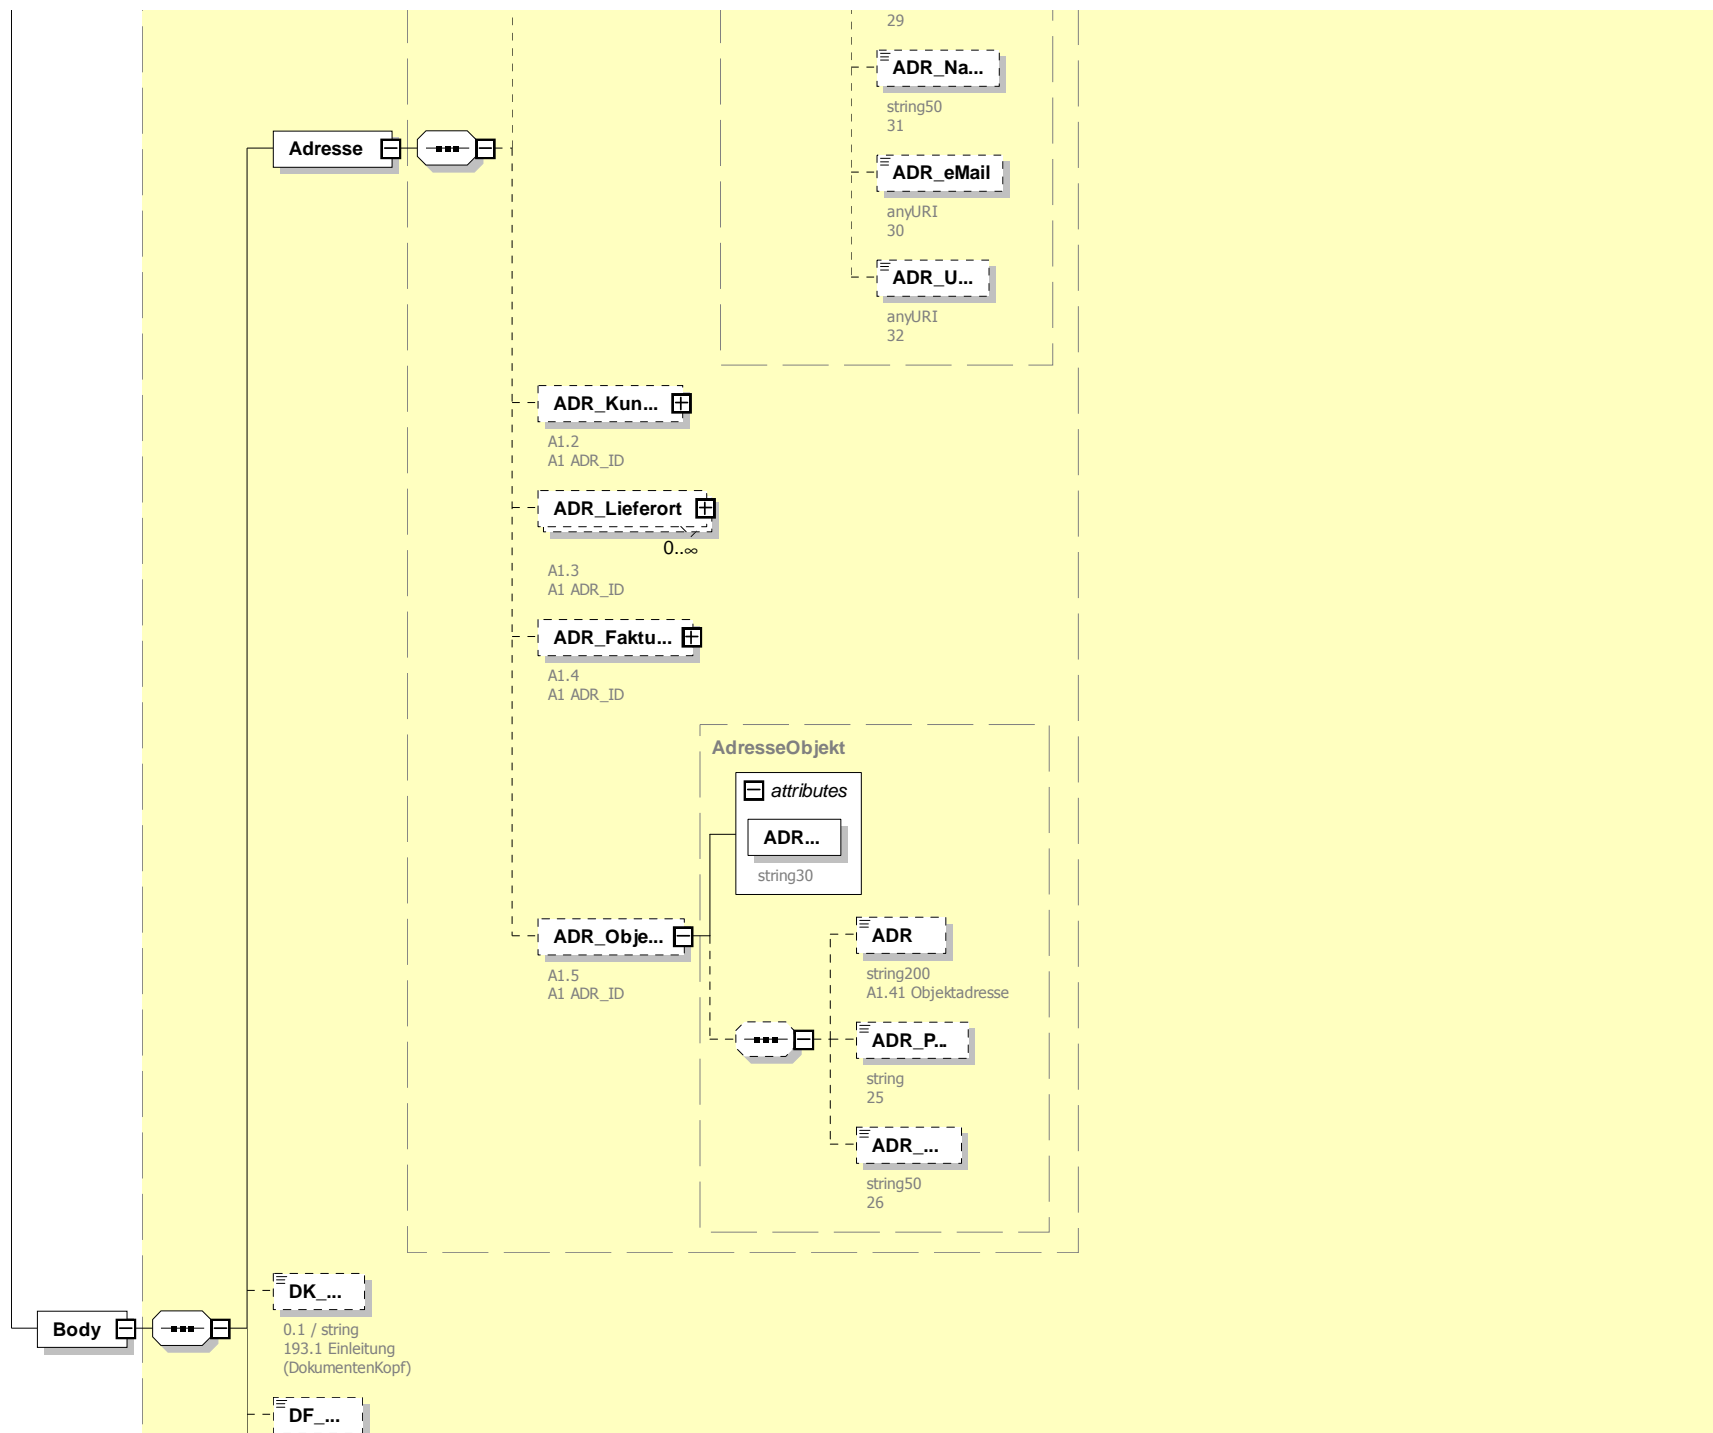 29
ADR_Na...
string50
31
Adresse
ADR_eMail
anyURI
30
ADR_U...
anyURI
32
ADR_Kun...
A1.2
A1 ADR_ID
ADR_Lieferort
0..∞
A1.3
A1 ADR_ID
ADR_Faktu...
A1.4
A1 ADR_ID
AdresseObjekt
attributes
ADR...
string30
ADR_Obje...
A1.5
A1 ADR_ID
ADR
string200
A1.41 Objektadresse
ADR_P...
string
25
ADR_...
string50
26
DK_...
0.1 / string
193.1 Einleitung
(DokumentenKopf)
Body
DF_...